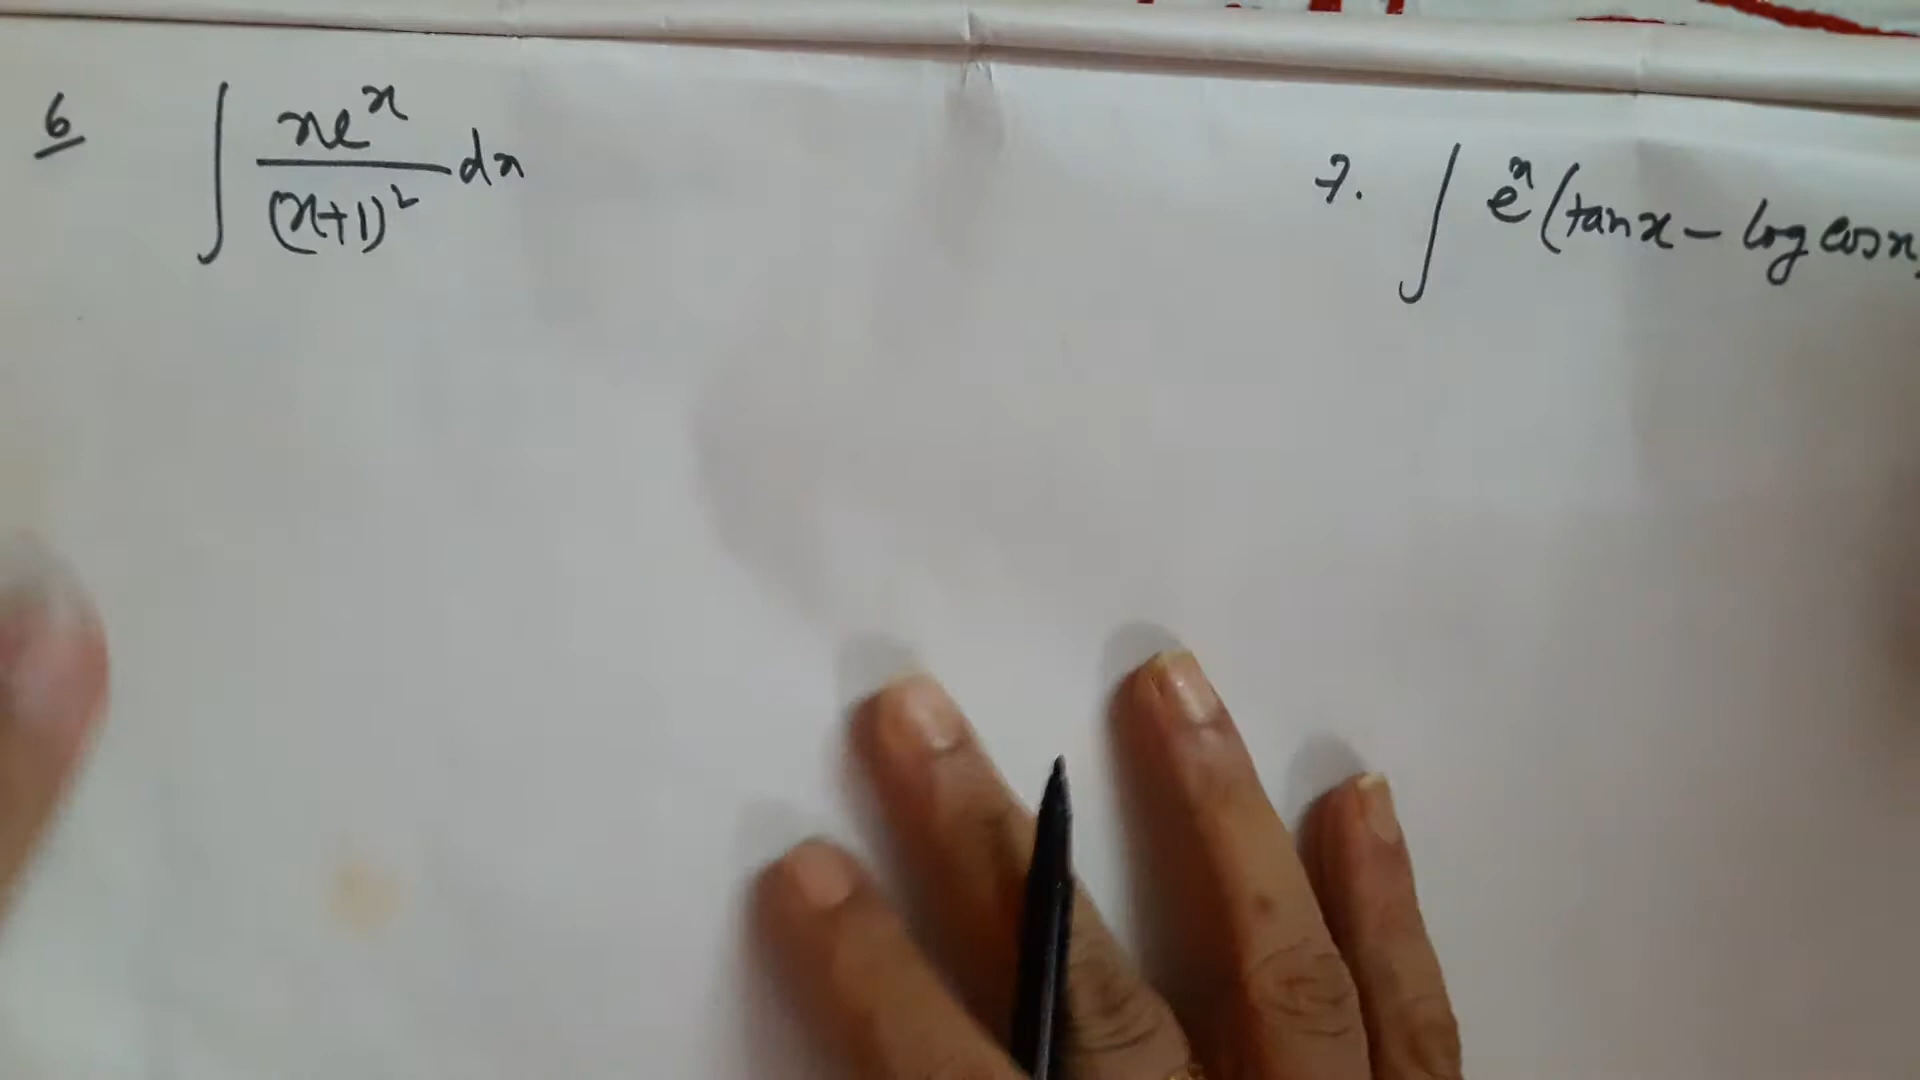 6 ∫ xe^x / (x+1)^2 dx
7. ∫ e^x (tan x − log cos x